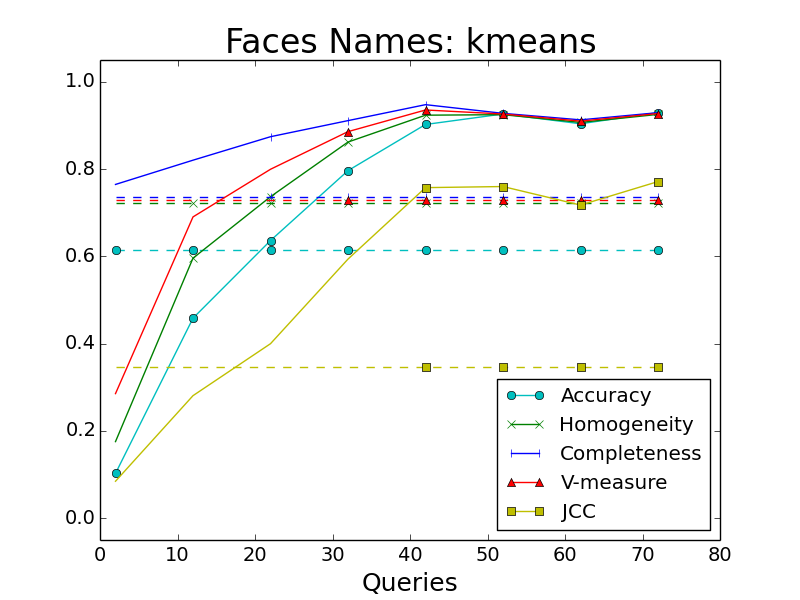 Faces Names: kmeans
1.0
0.8
0.6
0.4
0.2
0.0
Accuracy
Homogeneity
Completeness
V-measure
JCC
0 10 20 30 40 50 60 70 80
Queries